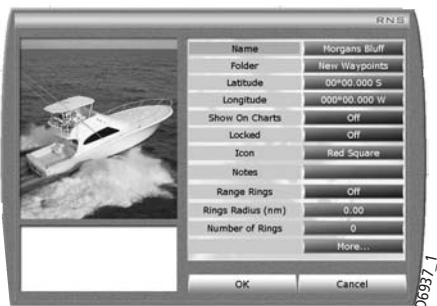 RNS
Name Morgans Bluff
Folder New Waypoints
Latitude 00°00.000 S
Longitude 000°00.000 W
Show On Charts Off
Locked Off
Icon Red Square
Notes
Range Rings Off
Rings Radius (nm) 0.00
Number of Rings 0
More...
OK Cancel
D6937_1